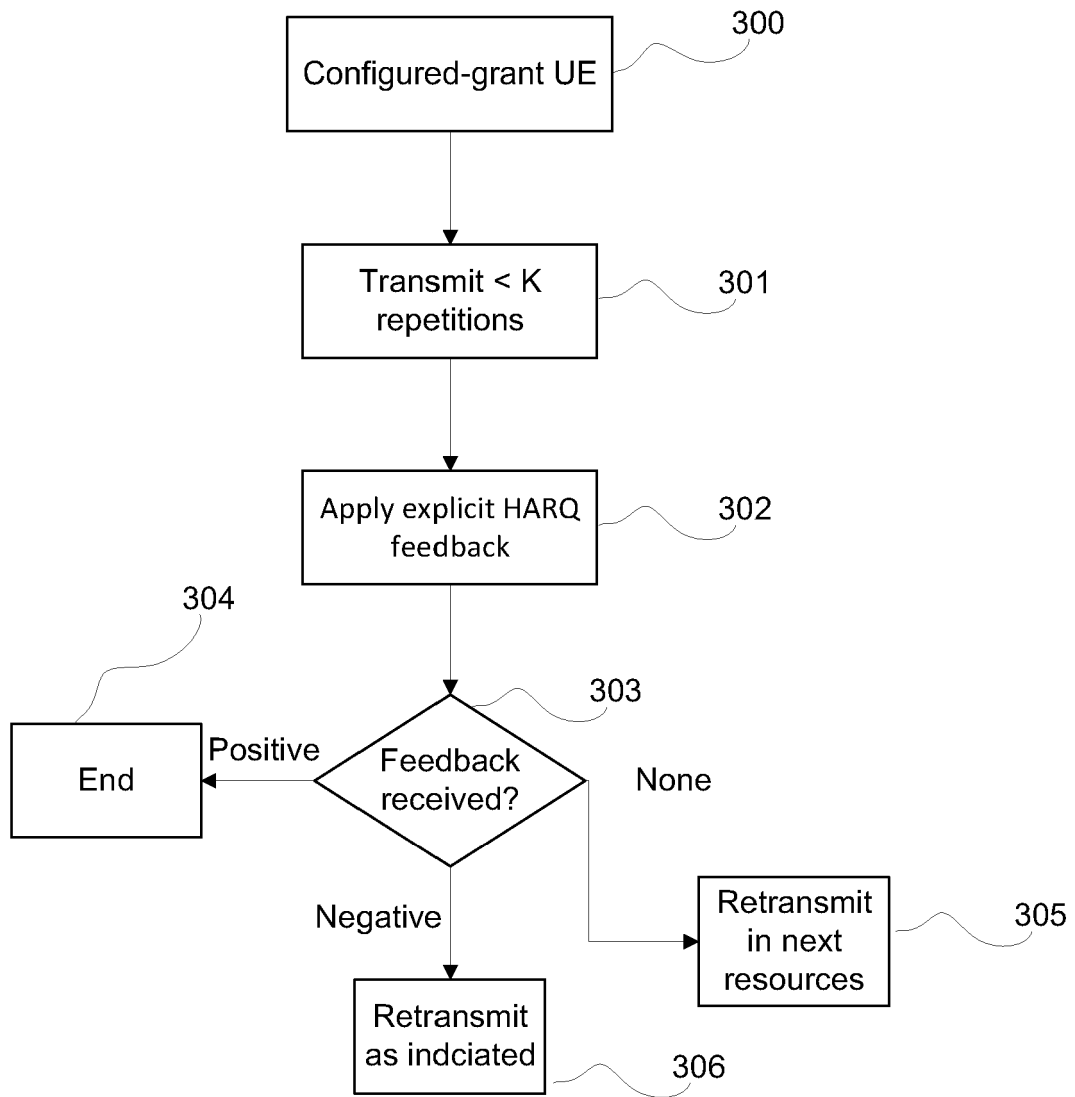 300
Configured-grant UE
Transmit < K
repetitions
301
Apply explicit HARQ
feedback
302
304
303
End
Positive
Feedback
received?
None
Negative
Retransmit
in next
resources
305
Retransmit
as indciated
306